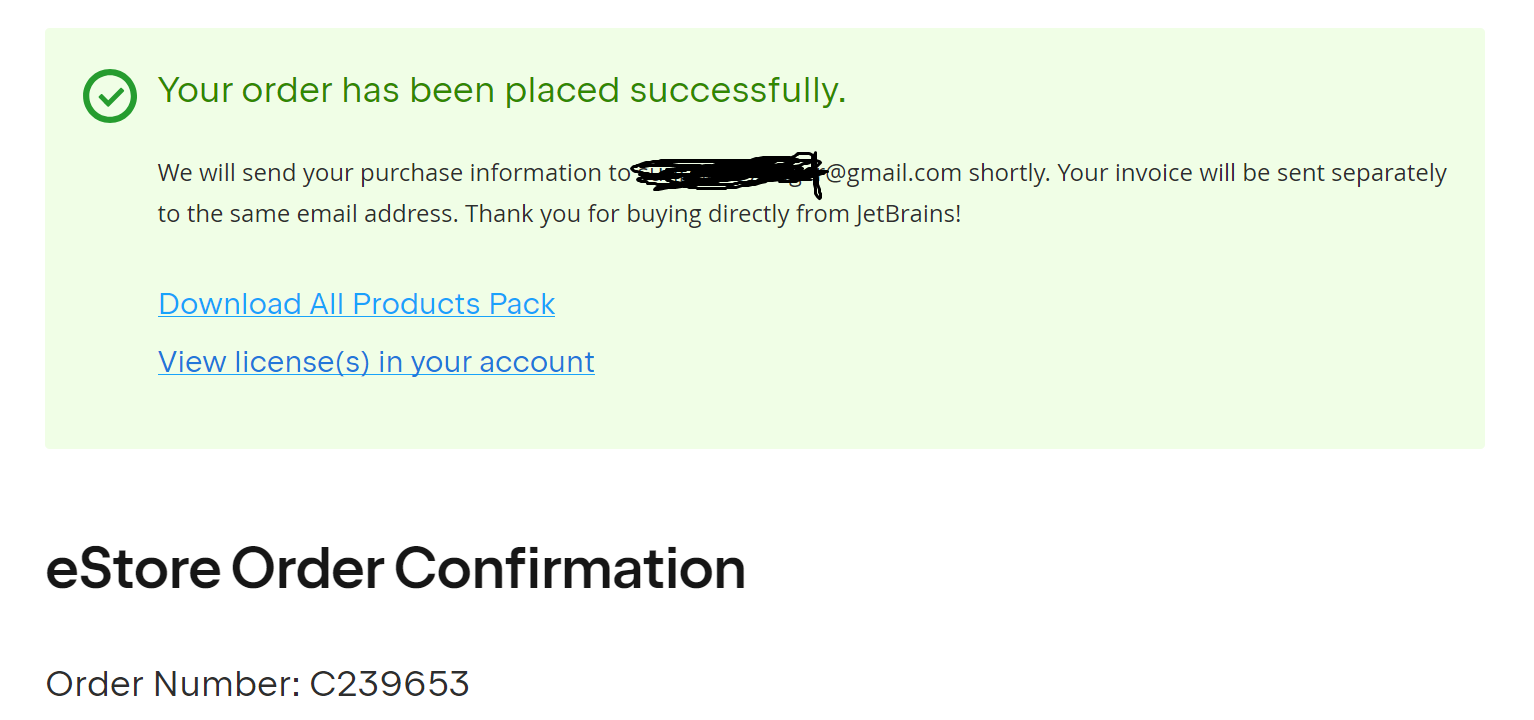 Your order has been placed successfully.
We will send your purchase information to @gmail.com shortly. Your invoice will be sent separately
to the same email address. Thank you for buying directly from JetBrains!
Download All Products Pack
View license(s) in your account
eStore Order Confirmation
Order Number: C239653